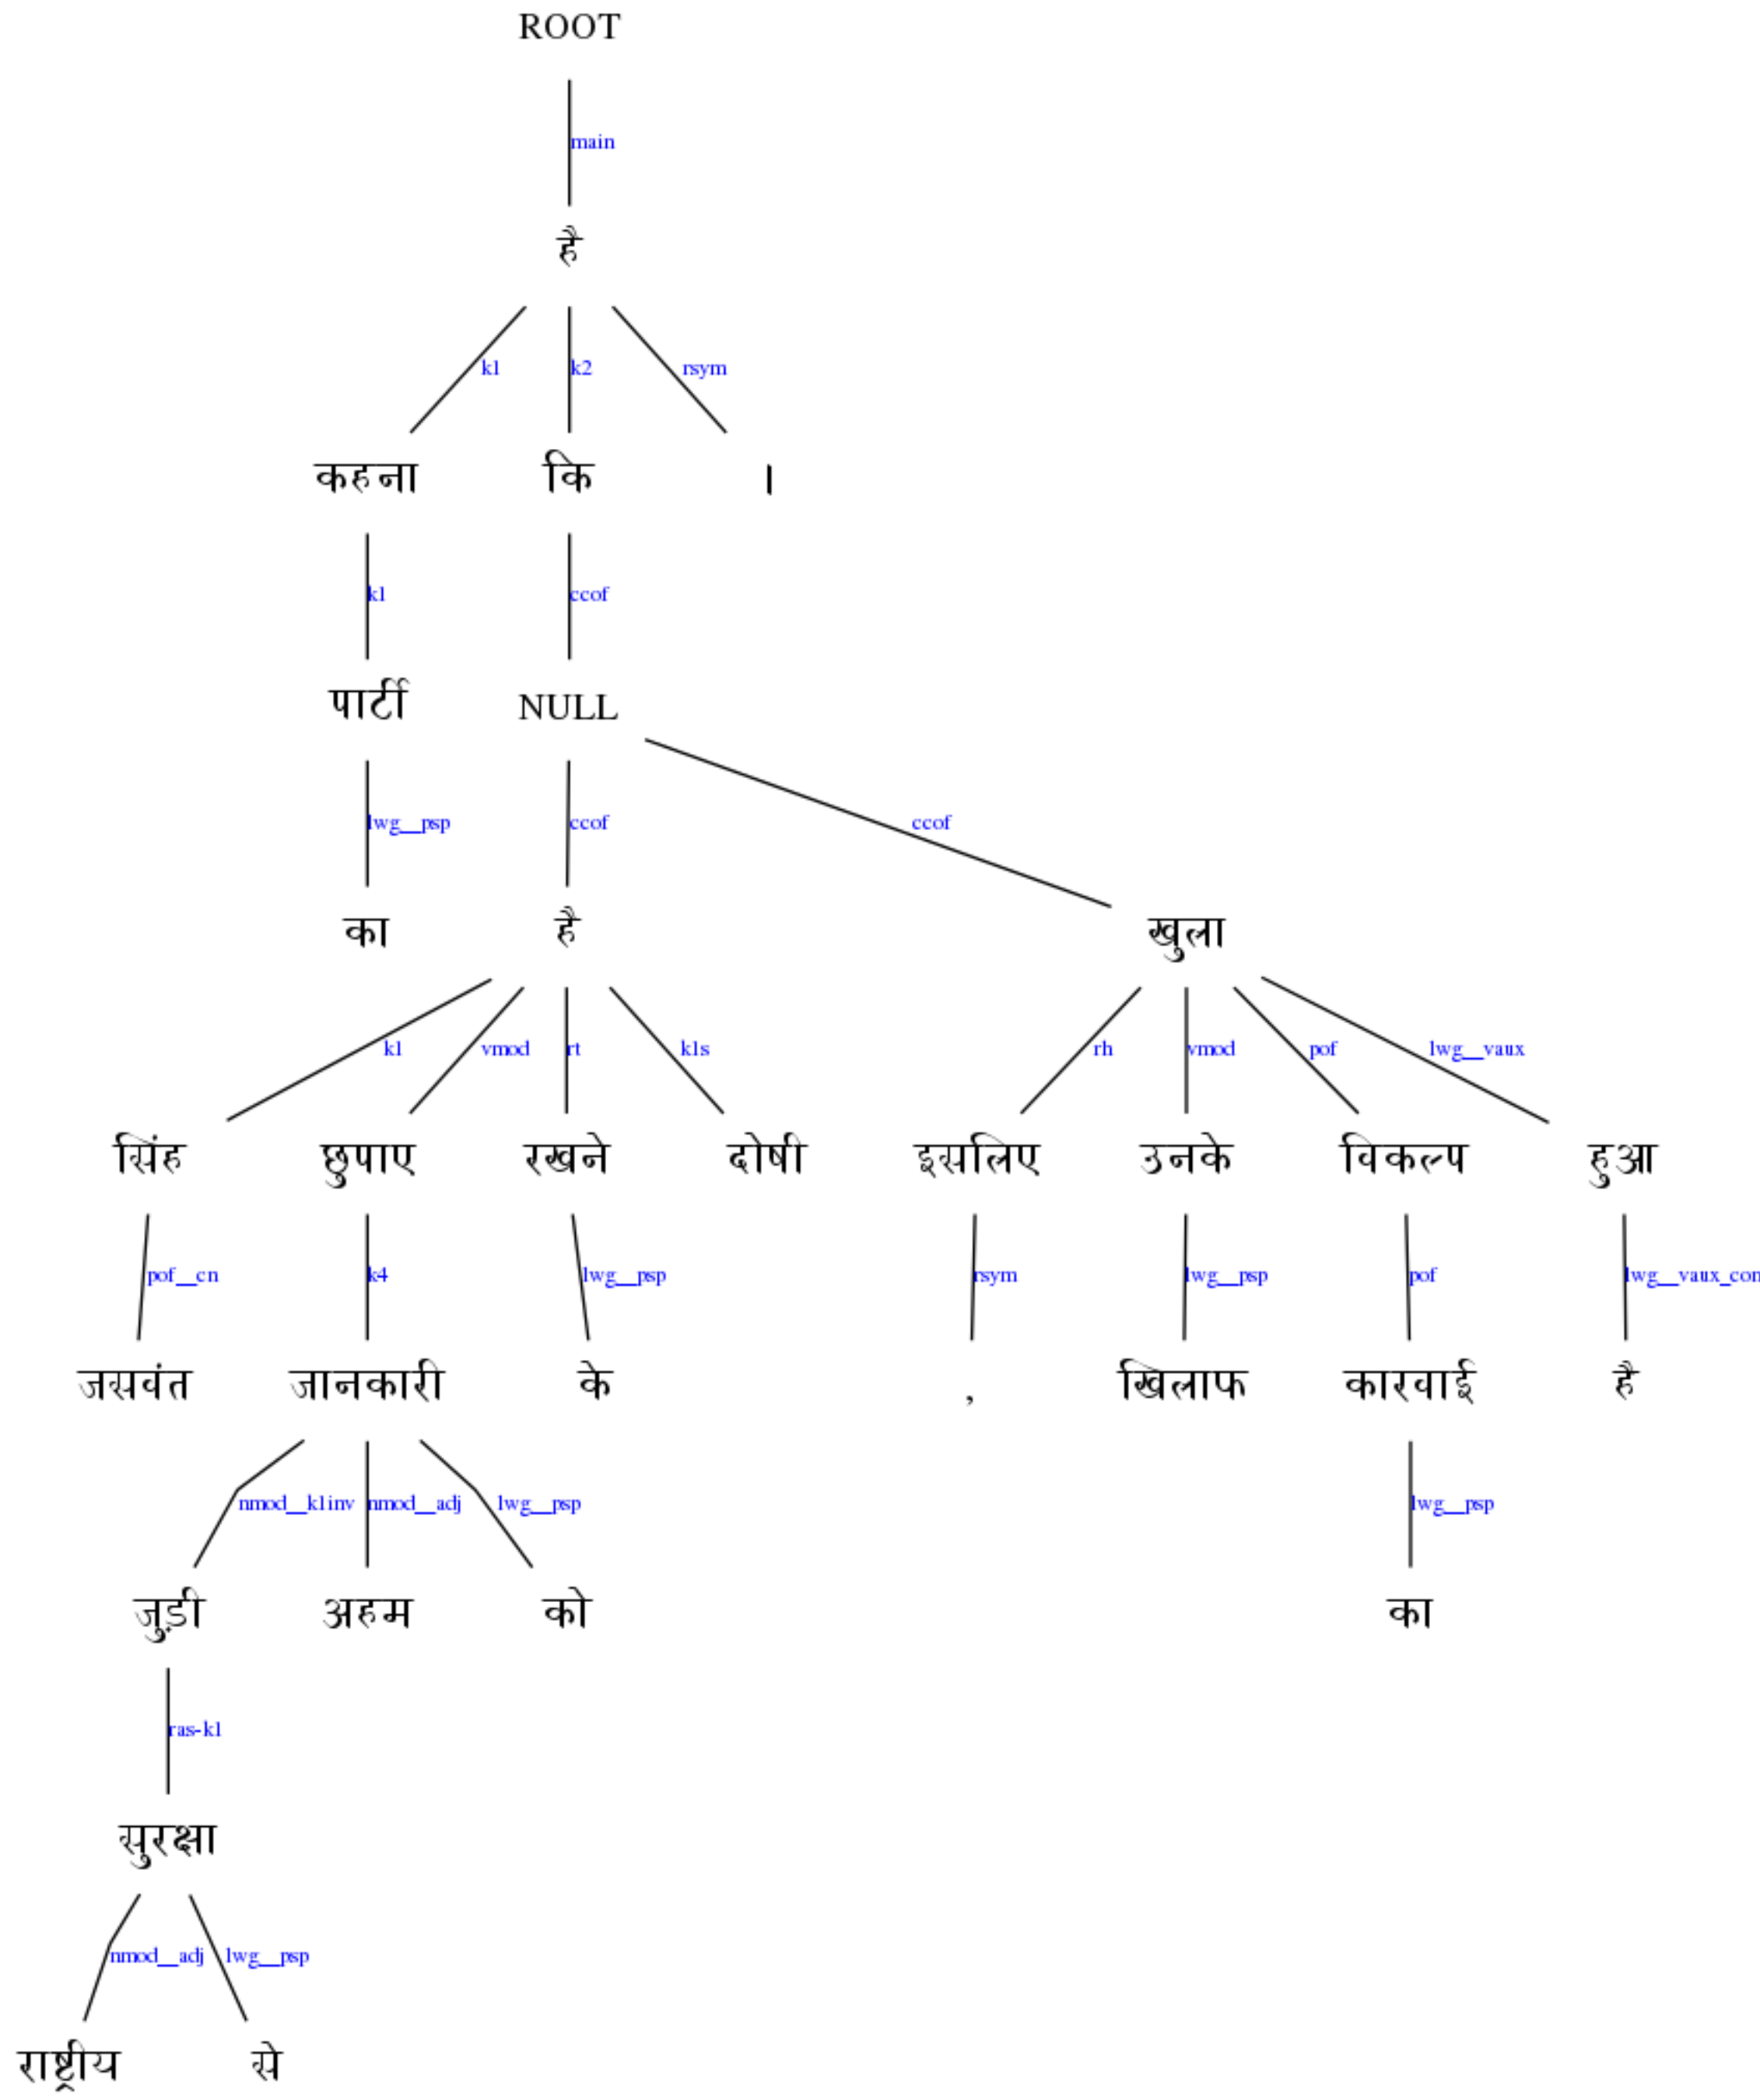 ROOT
main
है
k1 k2 rsym
कहना कि ।
k1 ccof
पार्टी NULL
lwg__psp ccof ccof
का है खुला
k1 vmod rt k1s rh vmod pof lwg__vaux
सिंह छुपाए रखने दोषी इसलिए उनके विकल्प हुआ
pof__cn k4 lwg__psp rsym lwg__psp pof lwg__vaux_con
जसवंत जानकारी के , खिलाफ कारवाई है
nmod__k1inv nmod__adj lwg__psp lwg__psp
जुड़ी अहम को का
ras-k1
सुरक्षा
nmod__adj lwg__psp
राष्ट्रीय से